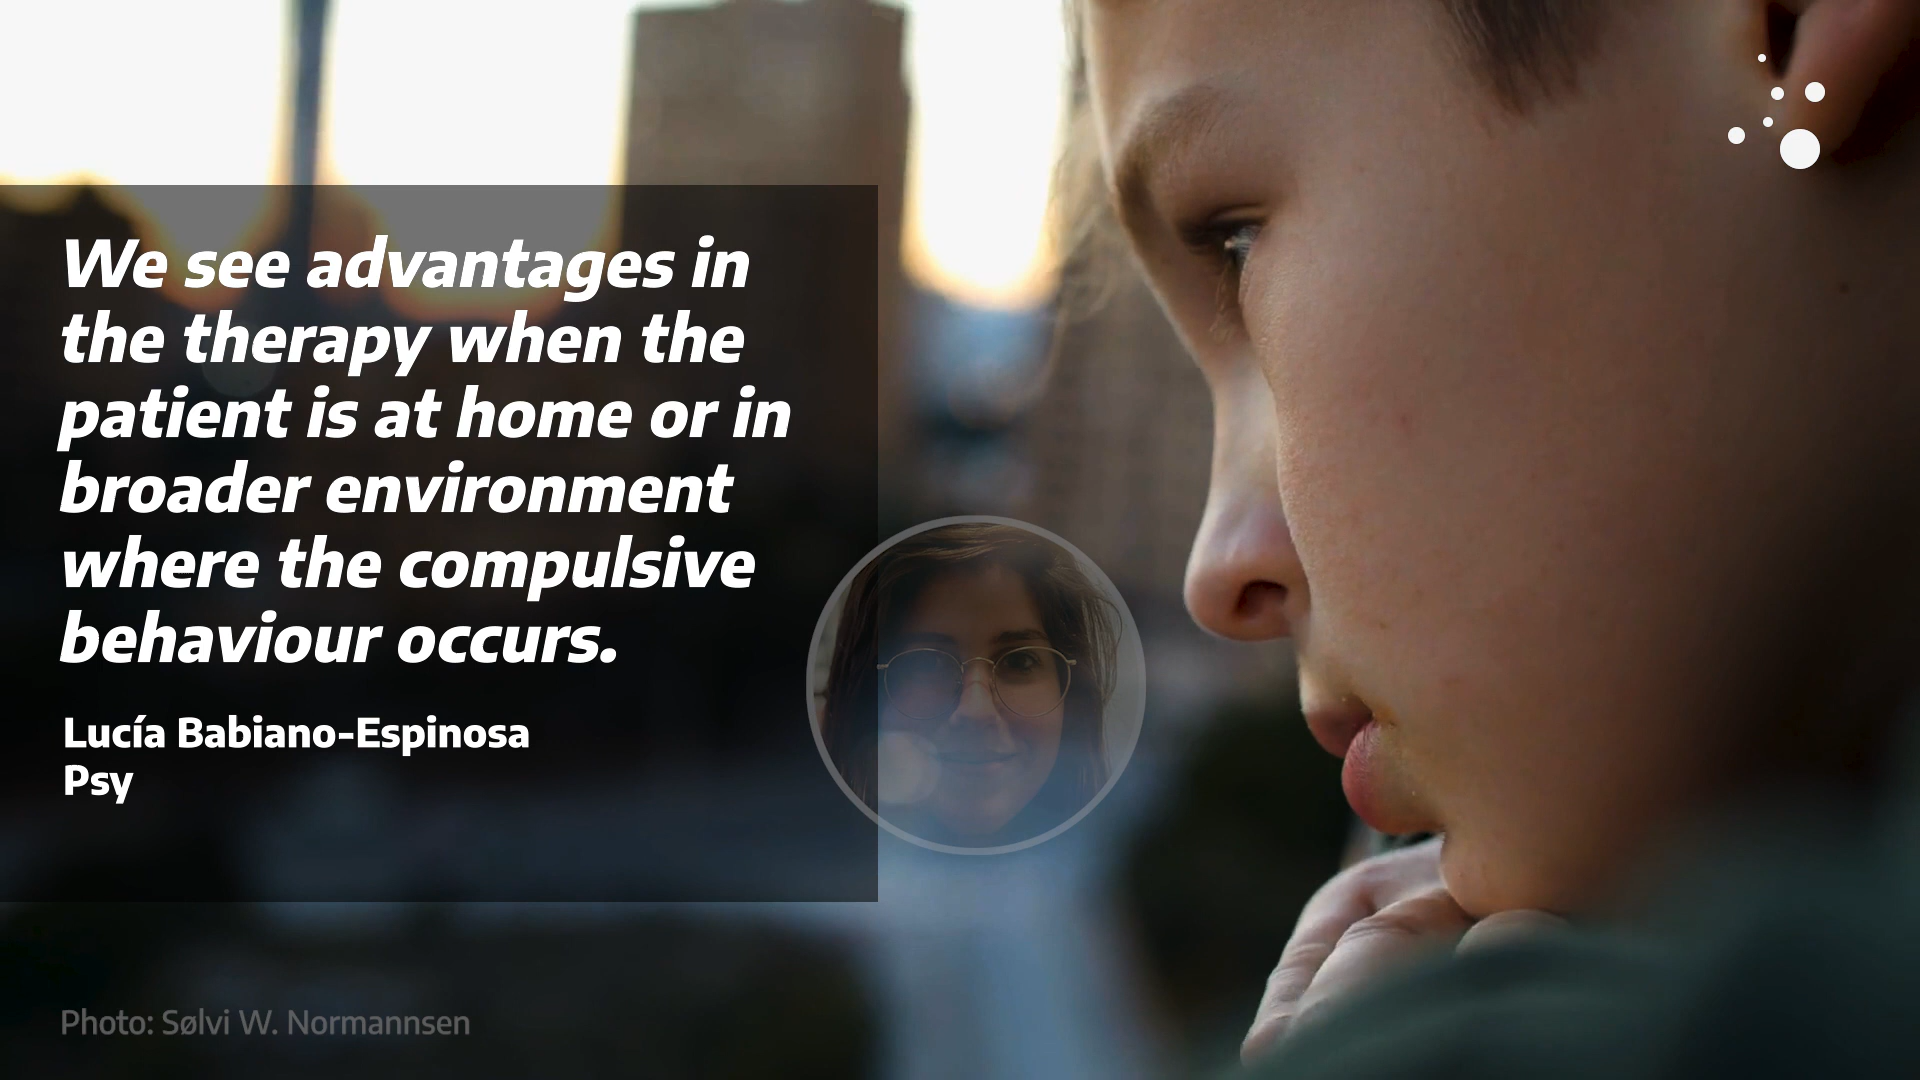 We see advantages in
the therapy when the
patient is at home or in
broader environment
where the compulsive
behaviour occurs.
Lucía Babiano-Espinosa
Psy
Photo: Sølvi W. Normannsen